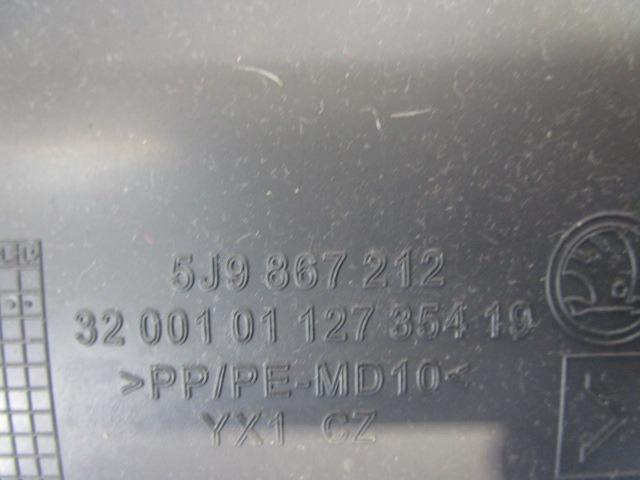 5J9 867 212
32 001 01 127 354 19
>PP/PE-MD10<
YX1 CZ